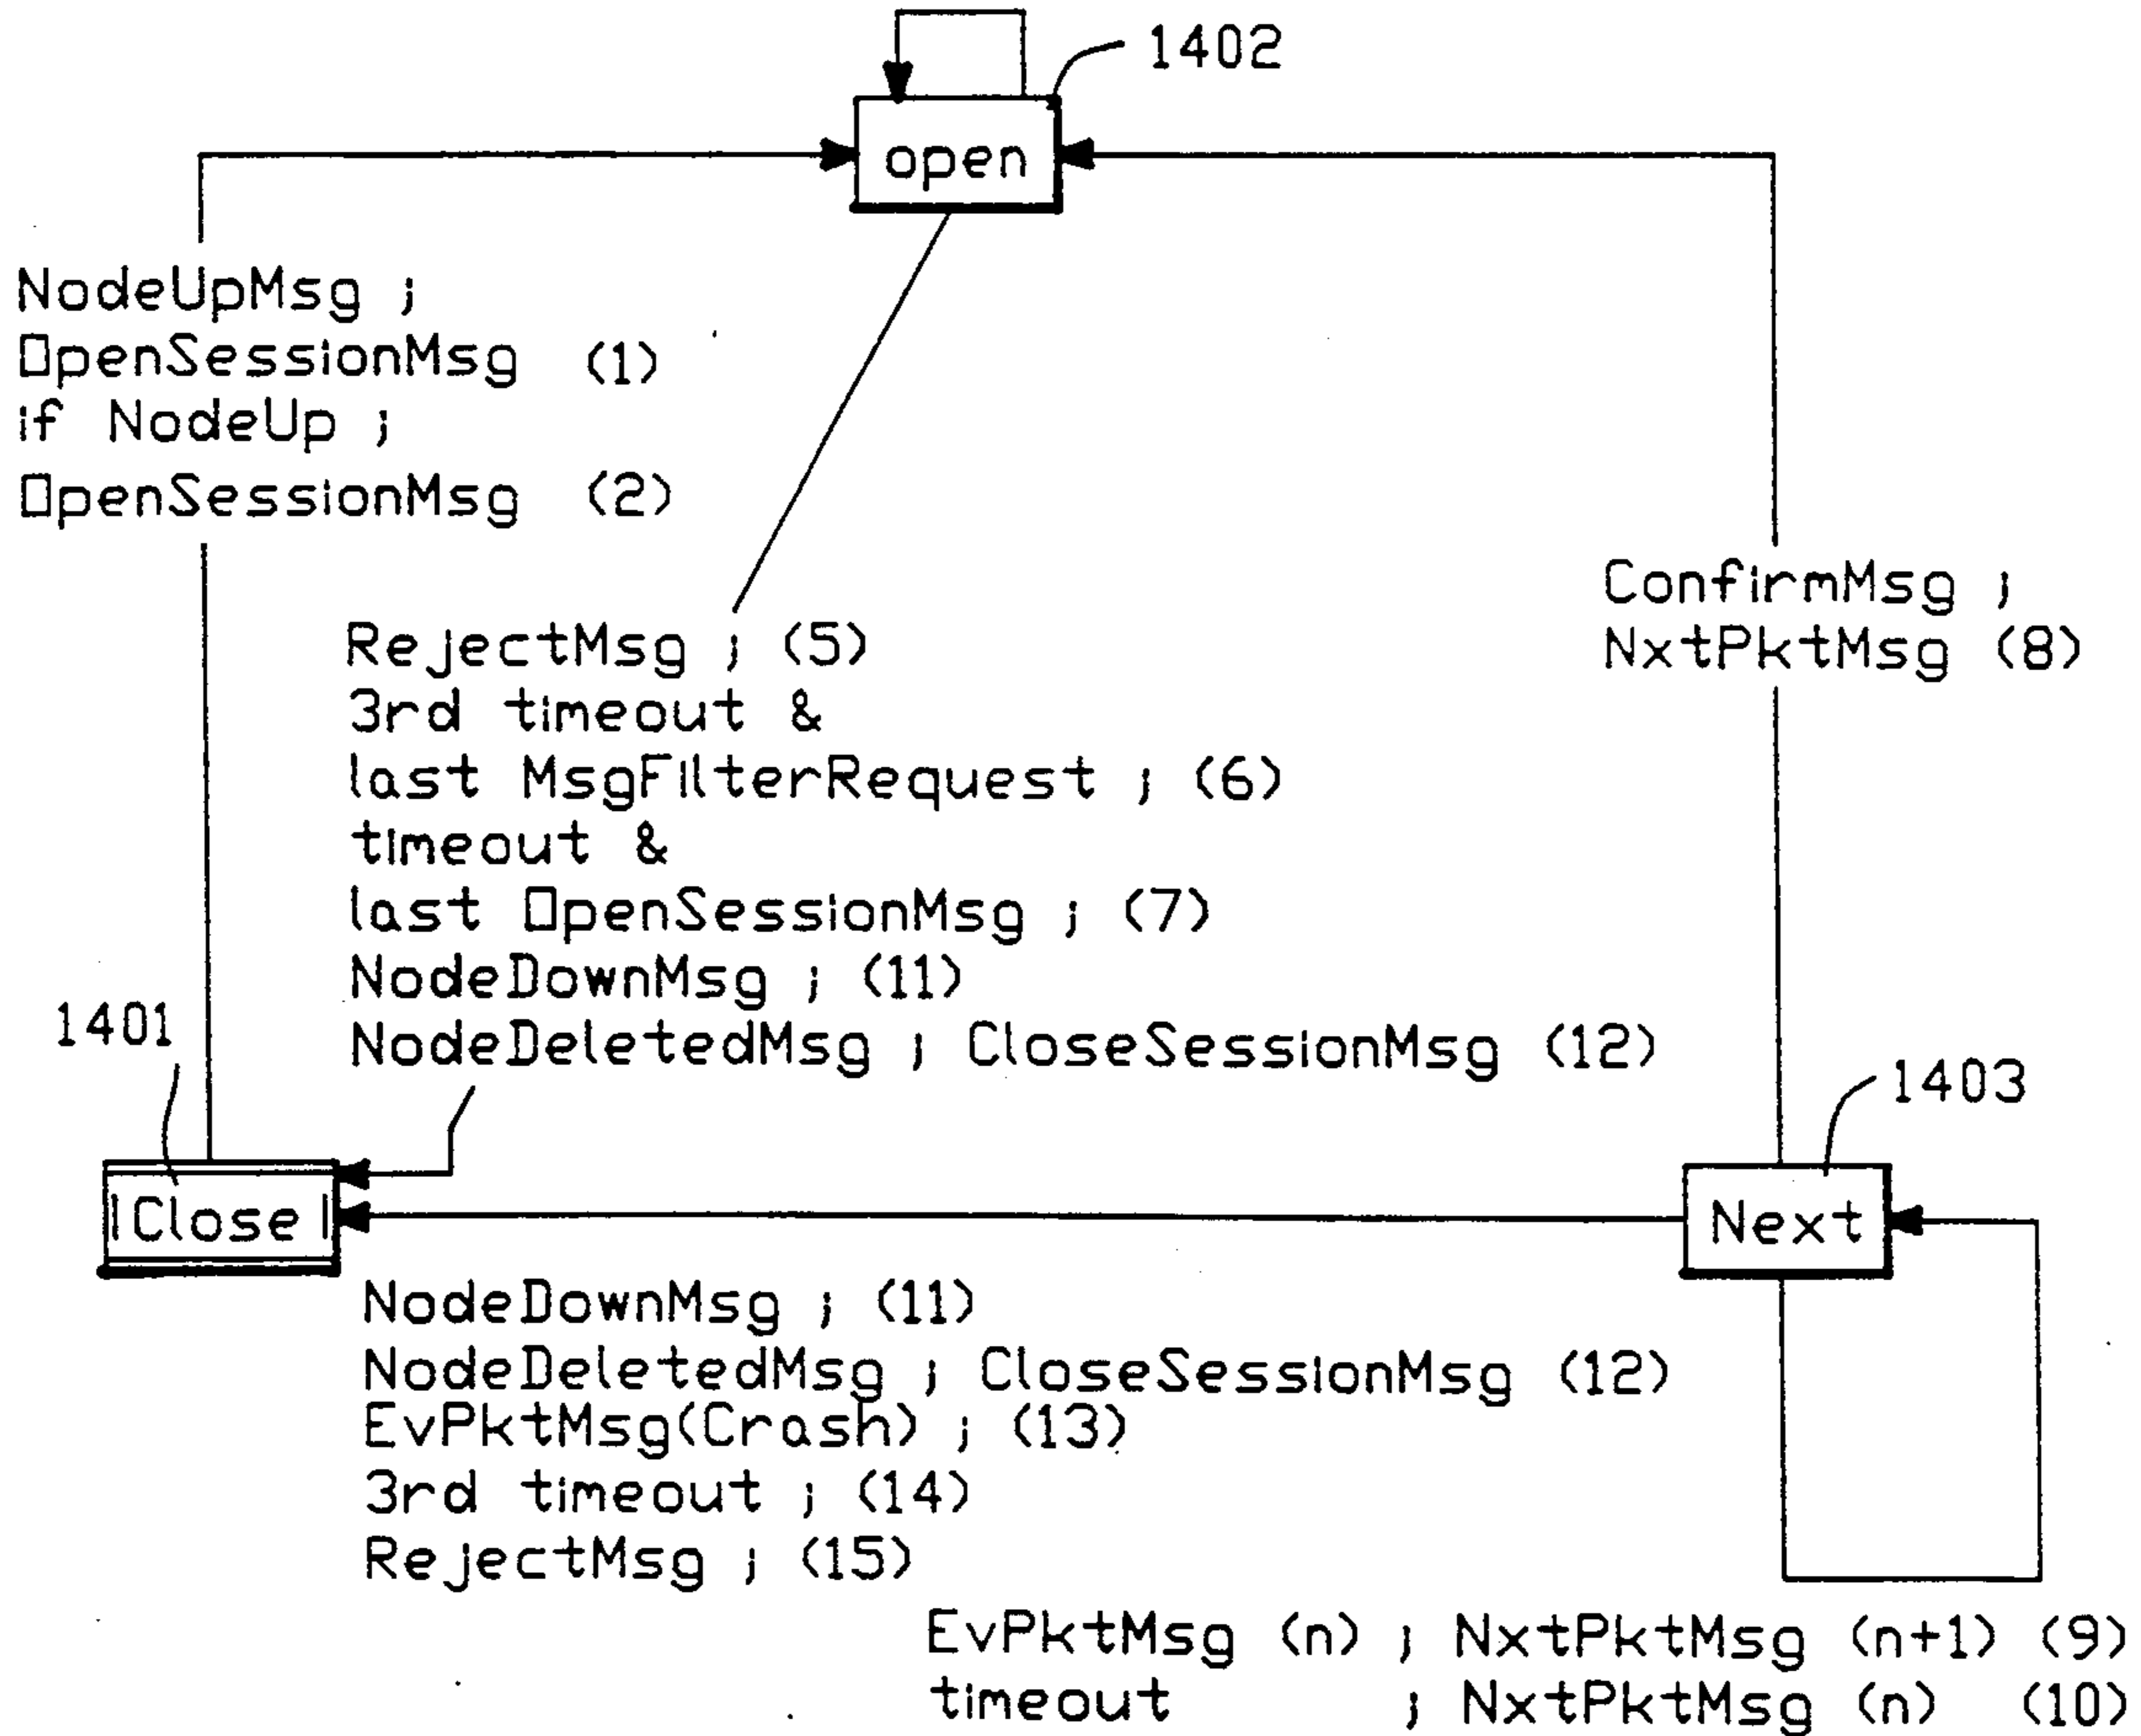 1402
open
NodeUpMsg ;
OpenSessionMsg (1)
if NodeUp ;
OpenSessionMsg (2)
ConfirmMsg ;
NxtPktMsg (8)
RejectMsg ; (5)
3rd timeout &
last MsgFilterRequest ; (6)
timeout &
last OpenSessionMsg ; (7)
NodeDownMsg ; (11)
NodeDeletedMsg ; CloseSessionMsg (12)
1401
1403
Close
Next
NodeDownMsg ; (11)
NodeDeletedMsg ; CloseSessionMsg (12)
EvPktMsg(Crash) ; (13)
3rd timeout ; (14)
RejectMsg ; (15)
EvPktMsg (n) ; NxtPktMsg (n+1) (9)
timeout ; NxtPktMsg (n) (10)